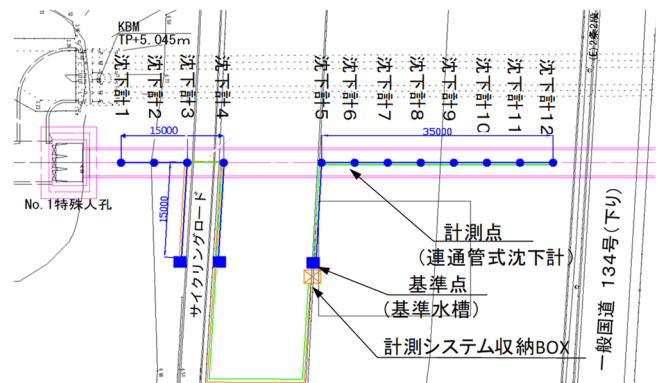 KBM
TP+5.045m
沈下計1
沈下計2
沈下計3
沈下計4
沈下計5
沈下計6
沈下計7
沈下計8
沈下計9
沈下計10
沈下計11
沈下計12
15000
35000
15000
No.1特殊人孔
サイクリングロード
計測点
(連通管式沈下計)
基準点
(基準水槽)
計測システム収納BOX
一般国道 134号(下り)